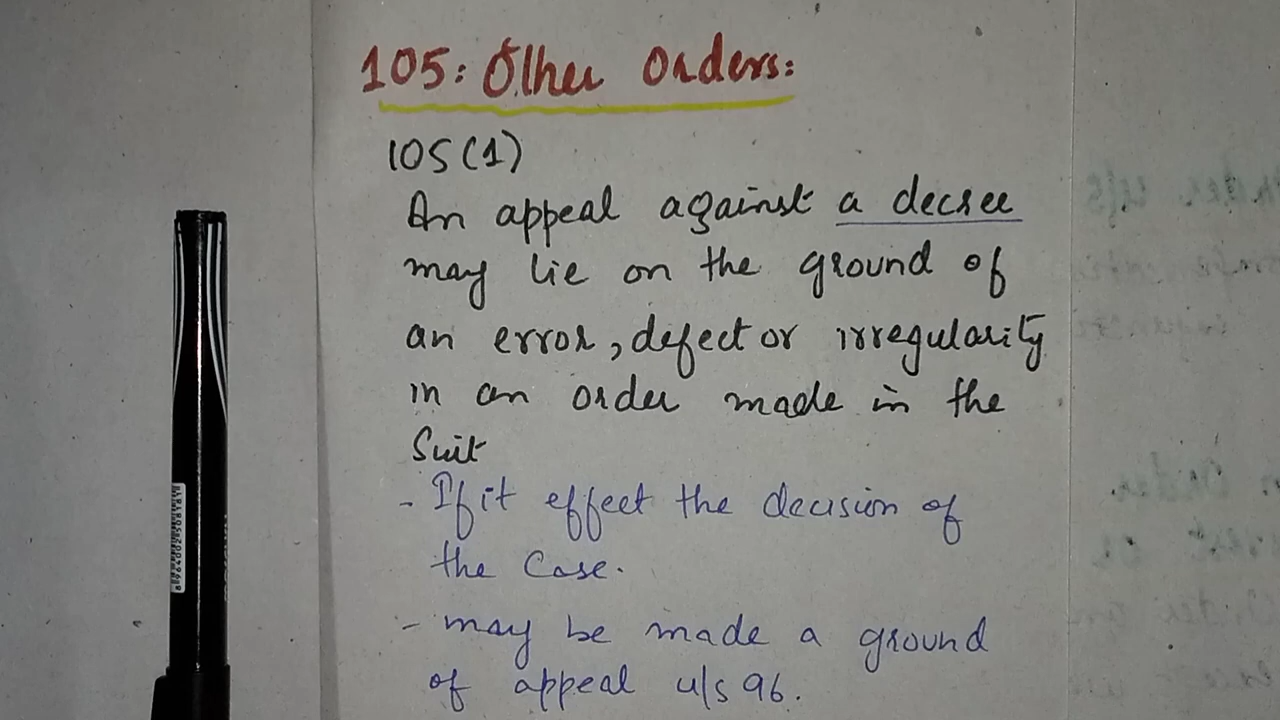 105: Other Orders:
105(1)
An appeal against a decree
may lie on the ground of
an error, defect or irregularity
in an order made in the
Suit
- If it effect the decision of
the Case.
- may be made a ground
of appeal u/s 96.